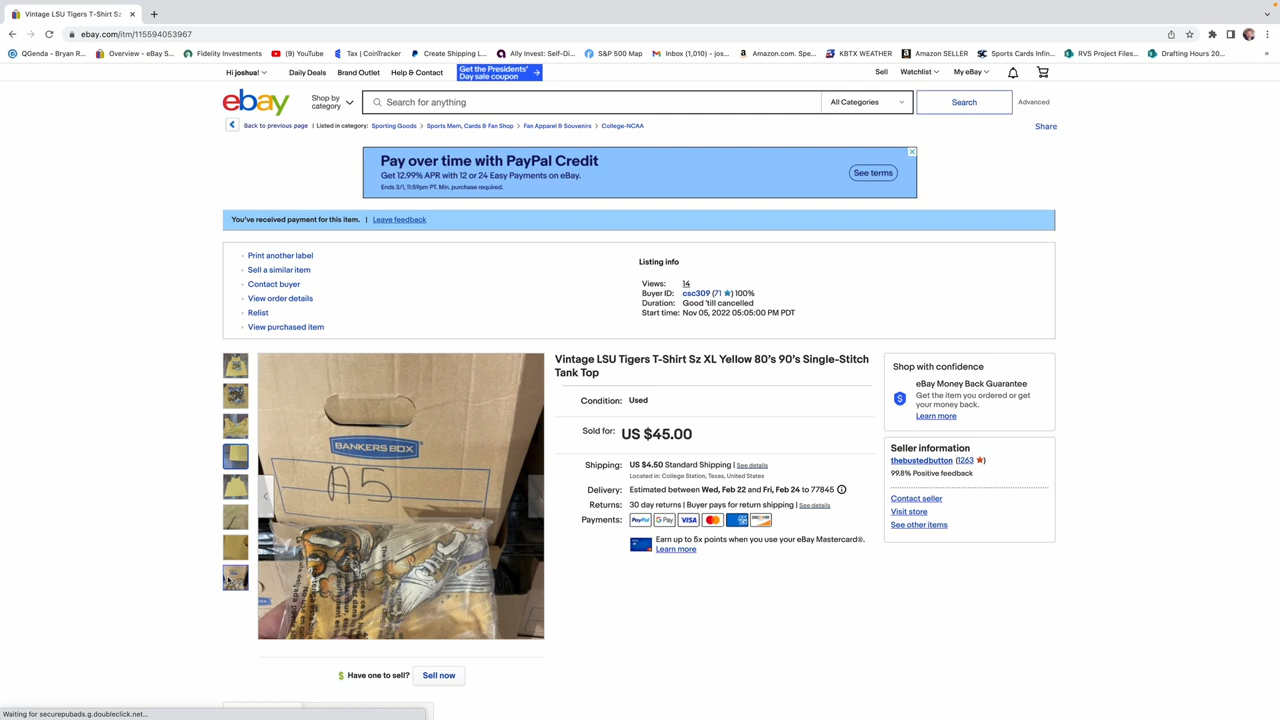 Vintage LSU Tigers T-Shirt Sz
ebay.com/itm/115594053967
QGenda - Bryan R... Overview - eBay S... Fidelity Investments (9) YouTube Tax | CoinTracker Create Shipping L... Ally Invest: Self-Di... S&P 500 Map Inbox (1,010) - jos... Amazon.com. Spe... KBTX WEATHER Amazon SELLER Sports Cards Infin... RVS Project Files... Drafting Hours 20...
Hi joshua! Daily Deals Brand Outlet Help & Contact Get the Presidents' Day sale coupon Sell Watchlist My eBay
ebay Shop by category Search for anything All Categories Search Advanced
Back to previous page | Listed in category: Sporting Goods > Sports Mem, Cards & Fan Shop > Fan Apparel & Souvenirs > College-NCAA Share
Pay over time with PayPal Credit
Get 12.99% APR with 12 or 24 Easy Payments on eBay.
Ends 3/1, 11:59pm PT. Min. purchase required.
See terms
You've received payment for this item. | Leave feedback
Print another label
Sell a similar item
Contact buyer
View order details
Relist
View purchased item
Listing info
Views: 14
Buyer ID: csc309 (71 ) 100%
Duration: Good 'till cancelled
Start time: Nov 05, 2022 05:05:00 PM PDT
BANKERS BOX
A5
Vintage LSU Tigers T-Shirt Sz XL Yellow 80's 90's Single-Stitch
Tank Top
Condition: Used
Sold for: US $45.00
Shipping: US $4.50 Standard Shipping | See details
Located in: College Station, Texas, United States
Delivery: Estimated between Wed, Feb 22 and Fri, Feb 24 to 77845
Returns: 30 day returns | Buyer pays for return shipping | See details
Payments: PayPal G Pay VISA DISCOVER
Earn up to 5x points when you use your eBay Mastercard®.
Learn more
Shop with confidence
eBay Money Back Guarantee
Get the item you ordered or get
your money back.
Learn more
Seller information
thebustedbutton (1263 )
99.8% Positive feedback
Contact seller
Visit store
See other items
Have one to sell? Sell now
Waiting for securepubads.g.doubleclick.net...